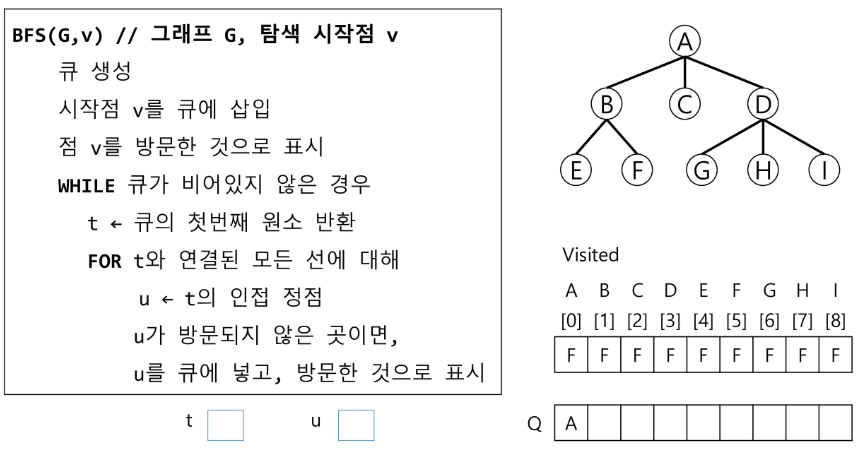 BFS(G,v) // 그래프 G, 탐색 시작점 v
큐 생성
시작점 v를 큐에 삽입
점 v를 방문한 것으로 표시
WHILE 큐가 비어있지 않은 경우
t ← 큐의 첫번째 원소 반환
FOR t와 연결된 모든 선에 대해
u ← t의 인접 정점
u가 방문되지 않은 곳이면,
u를 큐에 넣고, 방문한 것으로 표시
t u
A
B C D
E F G H I
Visited
A B C D E F G H I
[0] [1] [2] [3] [4] [5] [6] [7] [8]
F F F F F F F F F
Q A